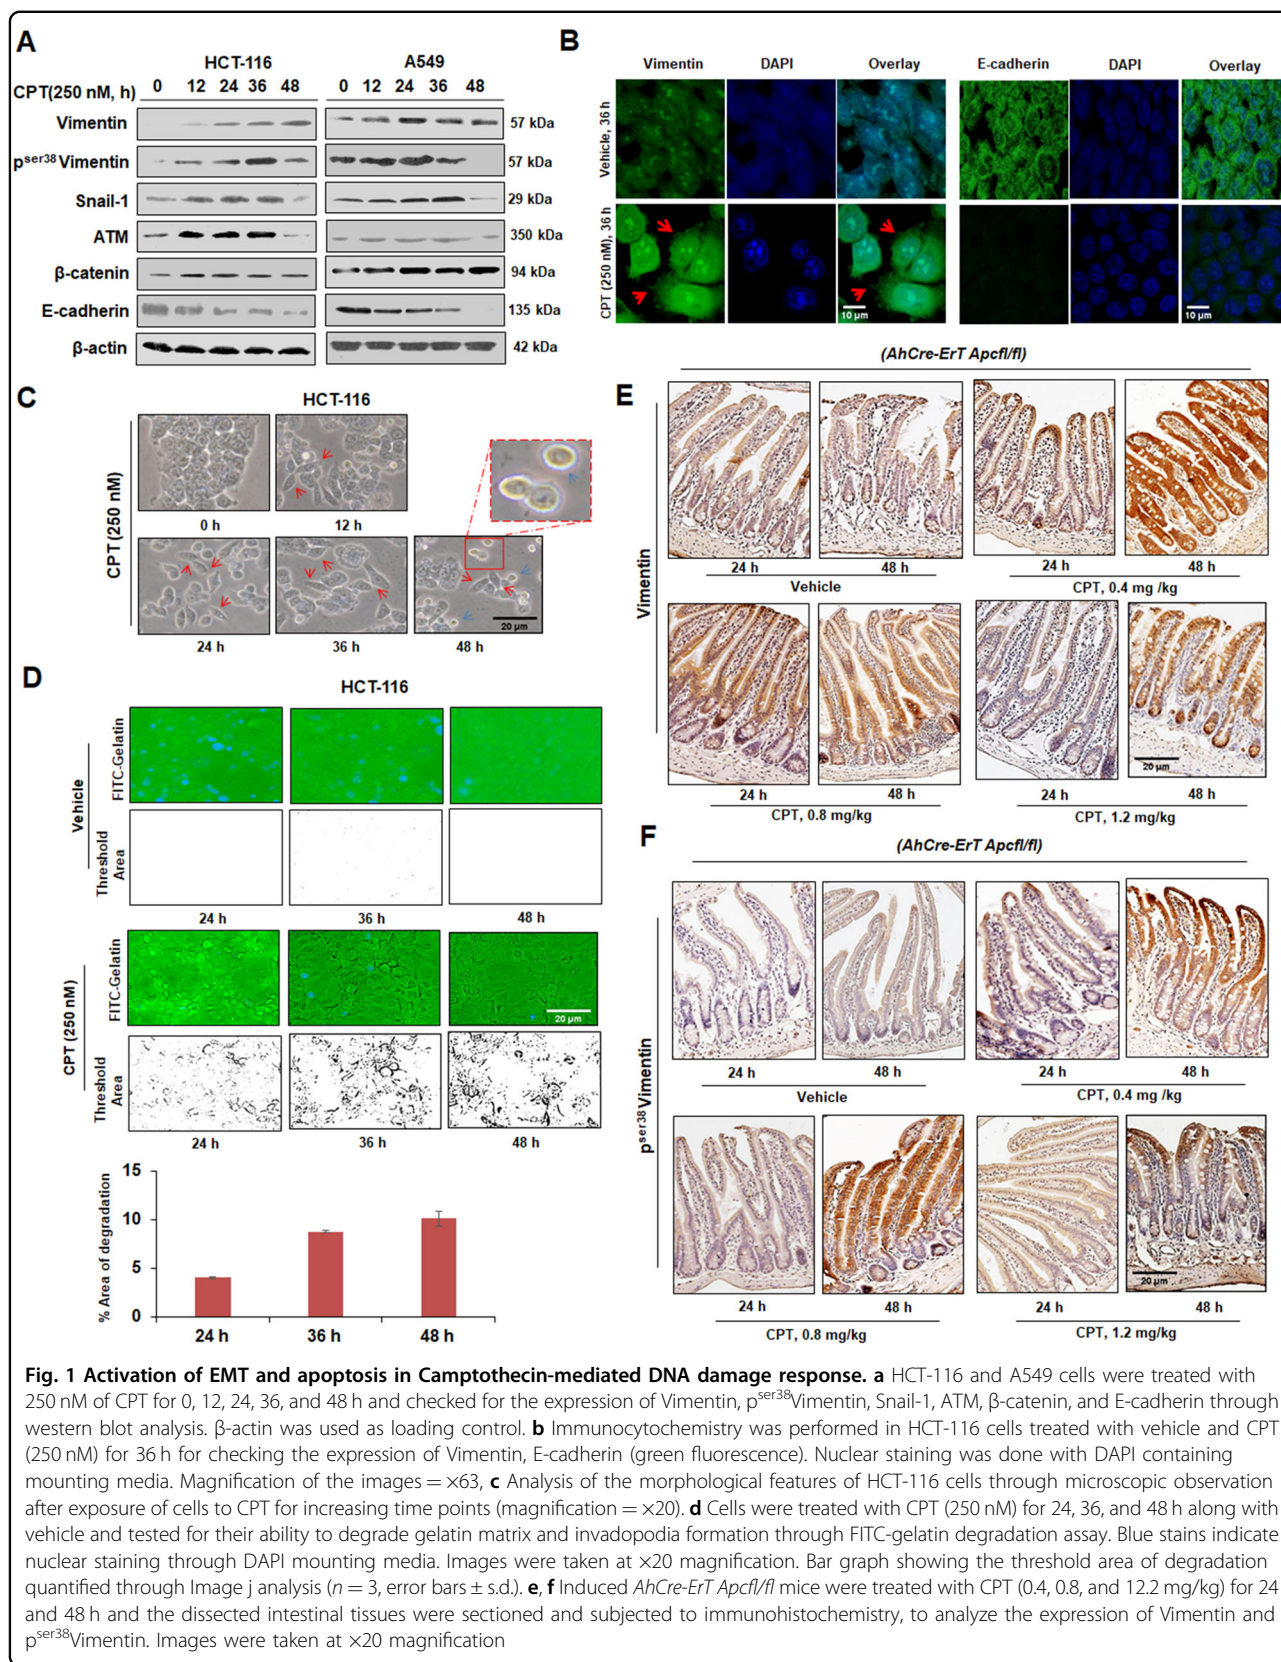 A
HCT-116
A549
CPT(250 nM, h)
0 12 24 36 48
0 12 24 36 48
Vimentin
57 kDa
pser38 Vimentin
57 kDa
Snail-1
29 kDa
ATM
350 kDa
β-catenin
94 kDa
E-cadherin
135 kDa
β-actin
42 kDa
B
Vimentin DAPI Overlay E-cadherin DAPI Overlay
Vehicle, 36 h
CPT (250 nM), 36 h
10 µm
10 µm
C
HCT-116
CPT(250 nM)
0 h
12 h
24 h
36 h
48 h
20 µm
D
HCT-116
Vehicle
FITC-Gelatin
Threshold
Area
24 h
36 h
48 h
CPT (250 nM)
FITC-Gelatin
20 µm
Threshold
Area
24 h
36 h
48 h
% Area of degradation
15
10
5
0
24 h
36 h
48 h
E
(AhCre-ErT Apcfl/fl)
Vimentin
24 h
48 h
Vehicle
24 h
48 h
CPT, 0.4 mg /kg
24 h
48 h
CPT, 0.8 mg/kg
20 µm
24 h
48 h
CPT, 1.2 mg/kg
F
(AhCre-ErT Apcfl/fl)
pser38 Vimentin
24 h
48 h
Vehicle
24 h
48 h
CPT, 0.4 mg /kg
24 h
48 h
CPT, 0.8 mg/kg
20 µm
24 h
48 h
CPT, 1.2 mg/kg
Fig. 1 Activation of EMT and apoptosis in Camptothecin-mediated DNA damage response. a HCT-116 and A549 cells were treated with
250 nM of CPT for 0, 12, 24, 36, and 48 h and checked for the expression of Vimentin, pser38Vimentin, Snail-1, ATM, β-catenin, and E-cadherin through
western blot analysis. β-actin was used as loading control. b Immunocytochemistry was performed in HCT-116 cells treated with vehicle and CPT
(250 nM) for 36 h for checking the expression of Vimentin, E-cadherin (green fluorescence). Nuclear staining was done with DAPI containing
mounting media. Magnification of the images = ×63, c Analysis of the morphological features of HCT-116 cells through microscopic observation
after exposure of cells to CPT for increasing time points (magnification = ×20). d Cells were treated with CPT (250 nM) for 24, 36, and 48 h along with
vehicle and tested for their ability to degrade gelatin matrix and invadopodia formation through FITC-gelatin degradation assay. Blue stains indicate
nuclear staining through DAPI mounting media. Images were taken at ×20 magnification. Bar graph showing the threshold area of degradation
quantified through Image j analysis (n = 3, error bars ± s.d.). e, f Induced AhCre-ErT Apcfl/fl mice were treated with CPT (0.4, 0.8, and 12.2 mg/kg) for 24
and 48 h and the dissected intestinal tissues were sectioned and subjected to immunohistochemistry, to analyze the expression of Vimentin and
pser38Vimentin. Images were taken at ×20 magnification